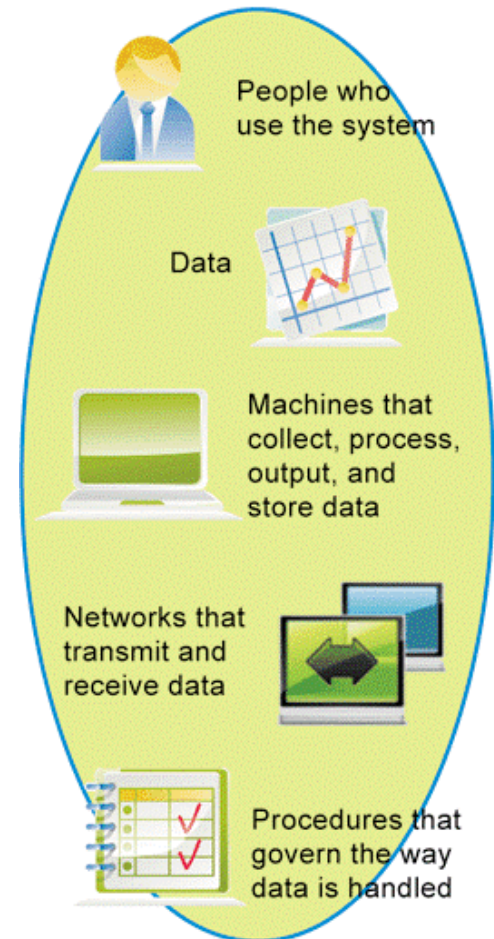 People who
use the system
Data
Machines that
collect, process,
output, and
store data
Networks that
transmit and
receive data
Procedures that
govern the way
data is handled